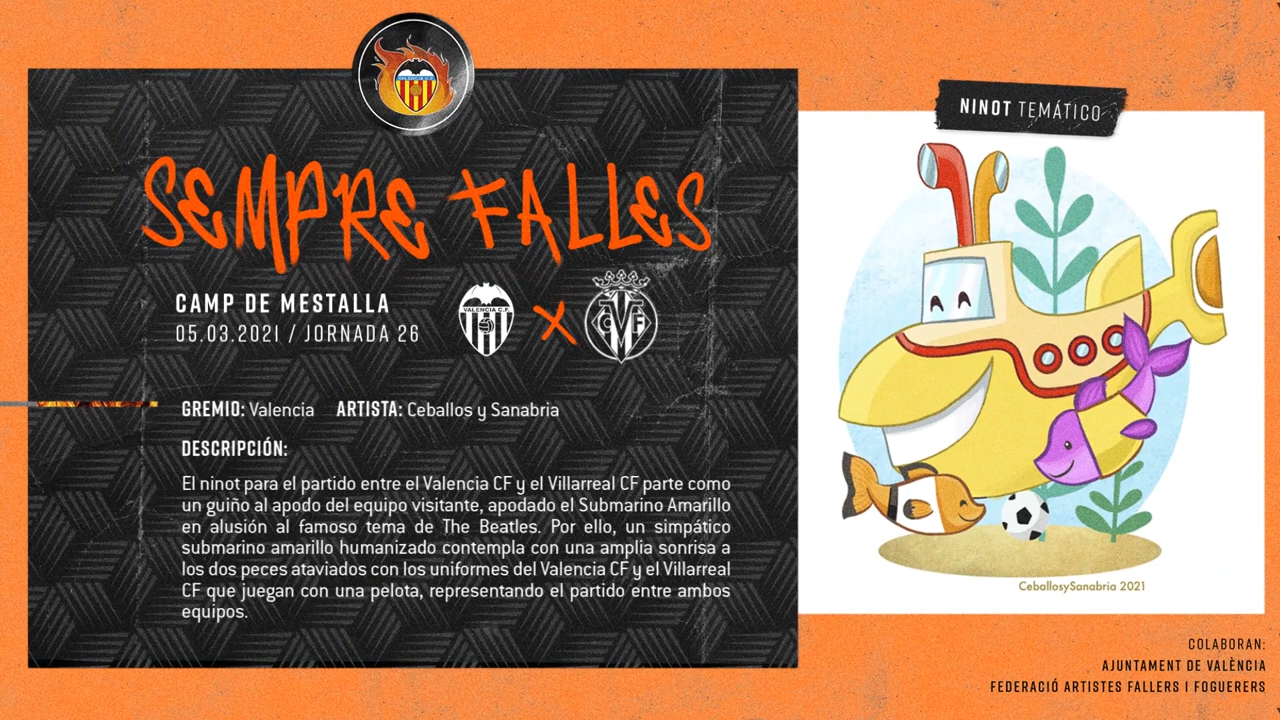 VALENCIA C.F.
SEMPRE FALLES
CAMP DE MESTALLA
05.03.2021 / JORNADA 26
VALENCIA C.F.
C V F
GREMIO: Valencia ARTISTA: Ceballos y Sanabria
DESCRIPCIÓN:
El ninot para el partido entre el Valencia CF y el Villarreal CF parte como
un guiño al apodo del equipo visitante, apodado el Submarino Amarillo
en alusión al famoso tema de The Beatles. Por ello, un simpático
submarino amarillo humanizado contempla con una amplia sonrisa a
los dos peces ataviados con los uniformes del Valencia CF y el Villarreal
CF que juegan con una pelota, representando el partido entre ambos
equipos.
NINOT TEMÁTICO
CeballosySanabria 2021
COLABORAN:
AJUNTAMENT DE VALÈNCIA
FEDERACIÓ ARTISTES FALLERS I FOGUERERS